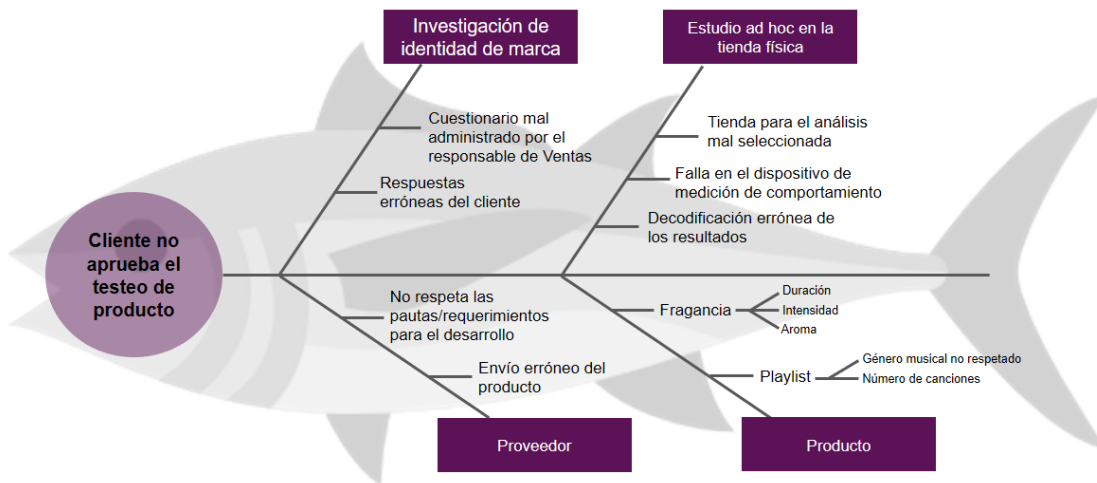 Investigación de
identidad de marca
Estudio ad hoc en la
tienda física
Cuestionario mal
administrado por el
responsable de Ventas
Respuestas
erróneas del cliente
Tienda para el análisis
mal seleccionada
Falla en el dispositivo de
medición de comportamiento
Decodificación errónea de
los resultados
Cliente no
aprueba el
testeo de
producto
No respeta las
pautas/requerimientos
para el desarrollo
Envío erróneo del
producto
Fragancia
Duración
Intensidad
Aroma
Playlist
Género musical no respetado
Número de canciones
Proveedor
Producto